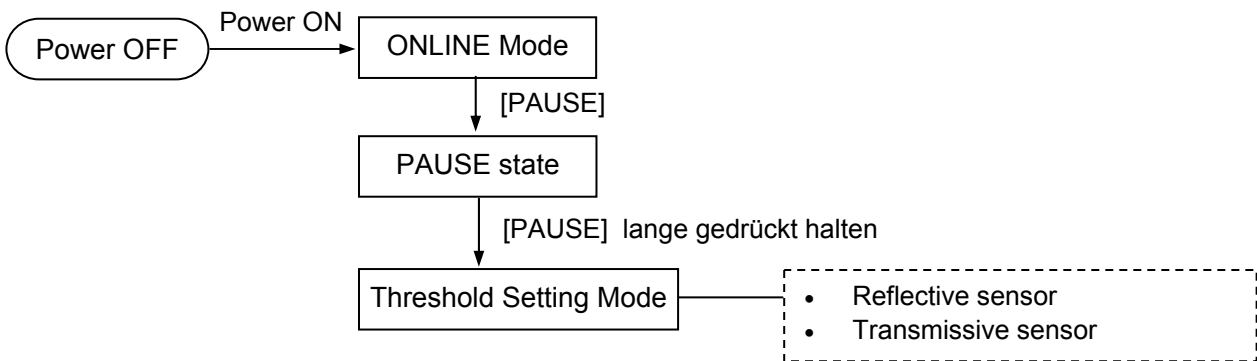 Power OFF
Power ON
ONLINE Mode
[PAUSE]
PAUSE state
[PAUSE] lange gedrückt halten
Threshold Setting Mode
• Reflective sensor
• Transmissive sensor